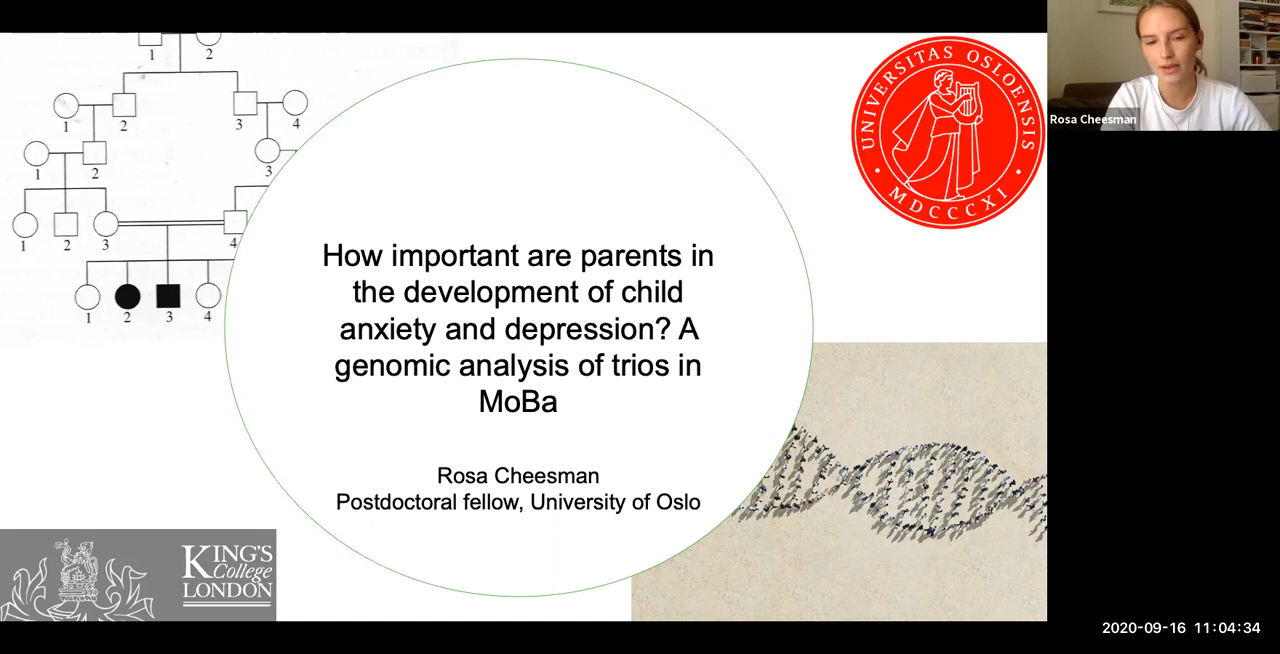 1 2
1 2 3 4
1 2 3
1 2 3 4
1 2 3 4
UNIVERSITAS OSLOENSIS
MDCCCXI
Rosa Cheesman
How important are parents in
the development of child
anxiety and depression? A
genomic analysis of trios in
MoBa
Rosa Cheesman
Postdoctoral fellow, University of Oslo
KING'S
College
LONDON
2020-09-16 11:04:34